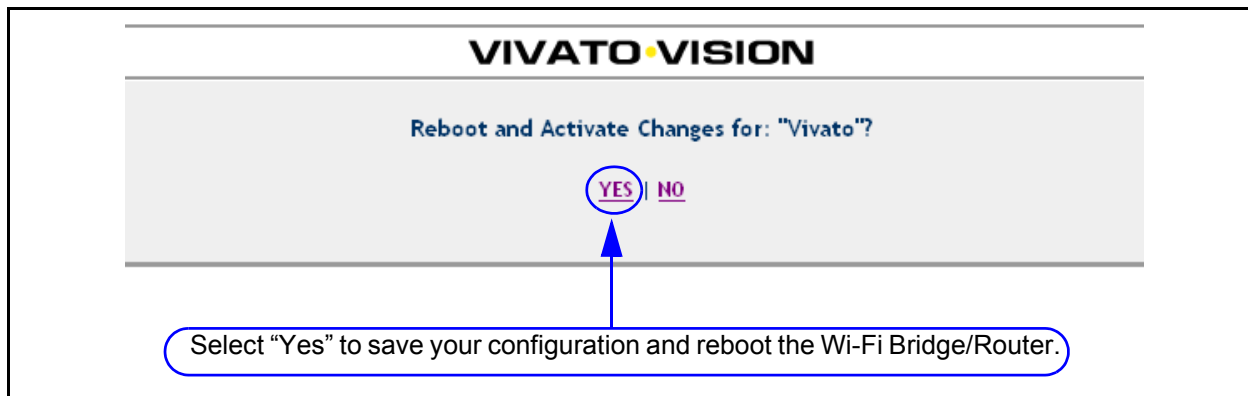 VIVATO•VISION
Reboot and Activate Changes for: "Vivato"?
YES | NO
Select “Yes” to save your configuration and reboot the Wi-Fi Bridge/Router.